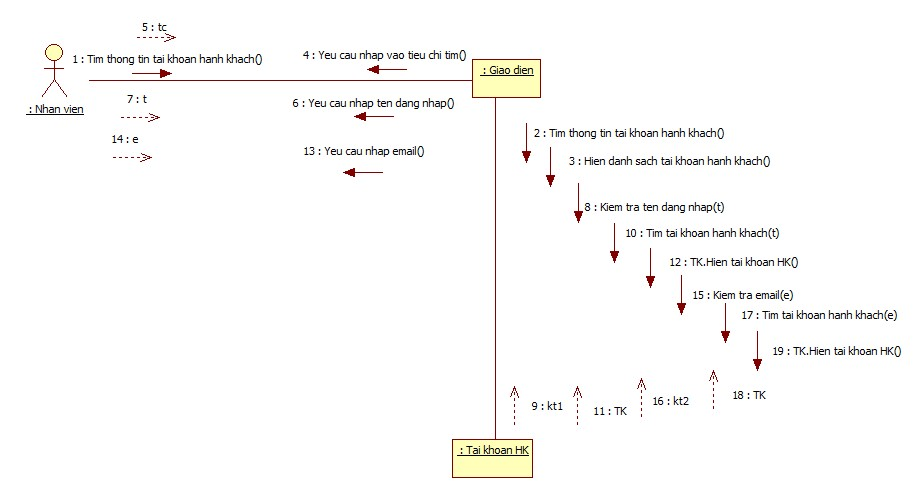 5 : tc
1 : Tim thong tin tai khoan hanh khach()
4 : Yeu cau nhap vao tieu chi tim()
: Giao dien
: Nhan vien
7 : t
6 : Yeu cau nhap ten dang nhap()
14 : e
13 : Yeu cau nhap email()
2 : Tim thong tin tai khoan hanh khach()
3 : Hien danh sach tai khoan hanh khach()
8 : Kiem tra ten dang nhap(t)
10 : Tim tai khoan hanh khach(t)
12 : TK.Hien tai khoan HK()
15 : Kiem tra email(e)
17 : Tim tai khoan hanh khach(e)
19 : TK.Hien tai khoan HK()
9 : kt1
11 : TK
16 : kt2
18 : TK
: Tai khoan HK